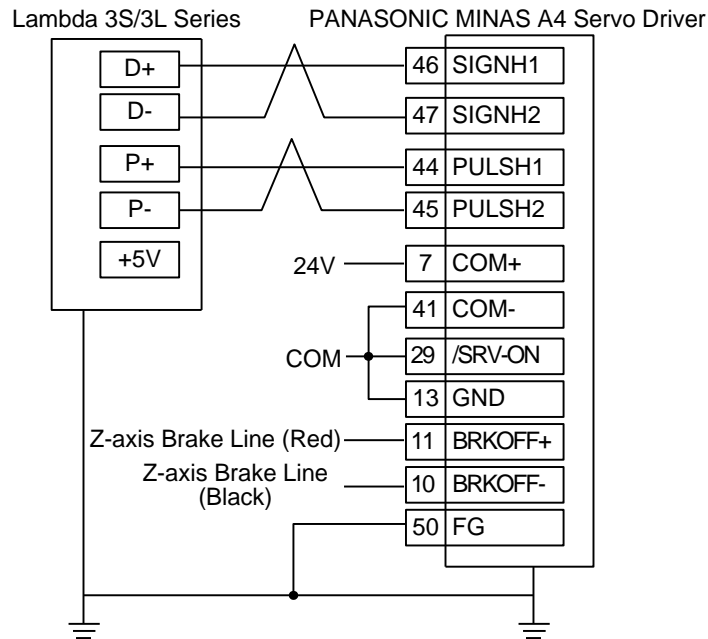 Lambda 3S/3L Series PANASONIC MINAS A4 Servo Driver
D+ 46 SIGNH1
D- 47 SIGNH2
P+ 44 PULSH1
P- 45 PULSH2
+5V 24V 7 COM+
41 COM-
COM 29 /SRV-ON
13 GND
Z-axis Brake Line (Red) 11 BRKOFF+
Z-axis Brake Line
(Black) 10 BRKOFF-
50 FG